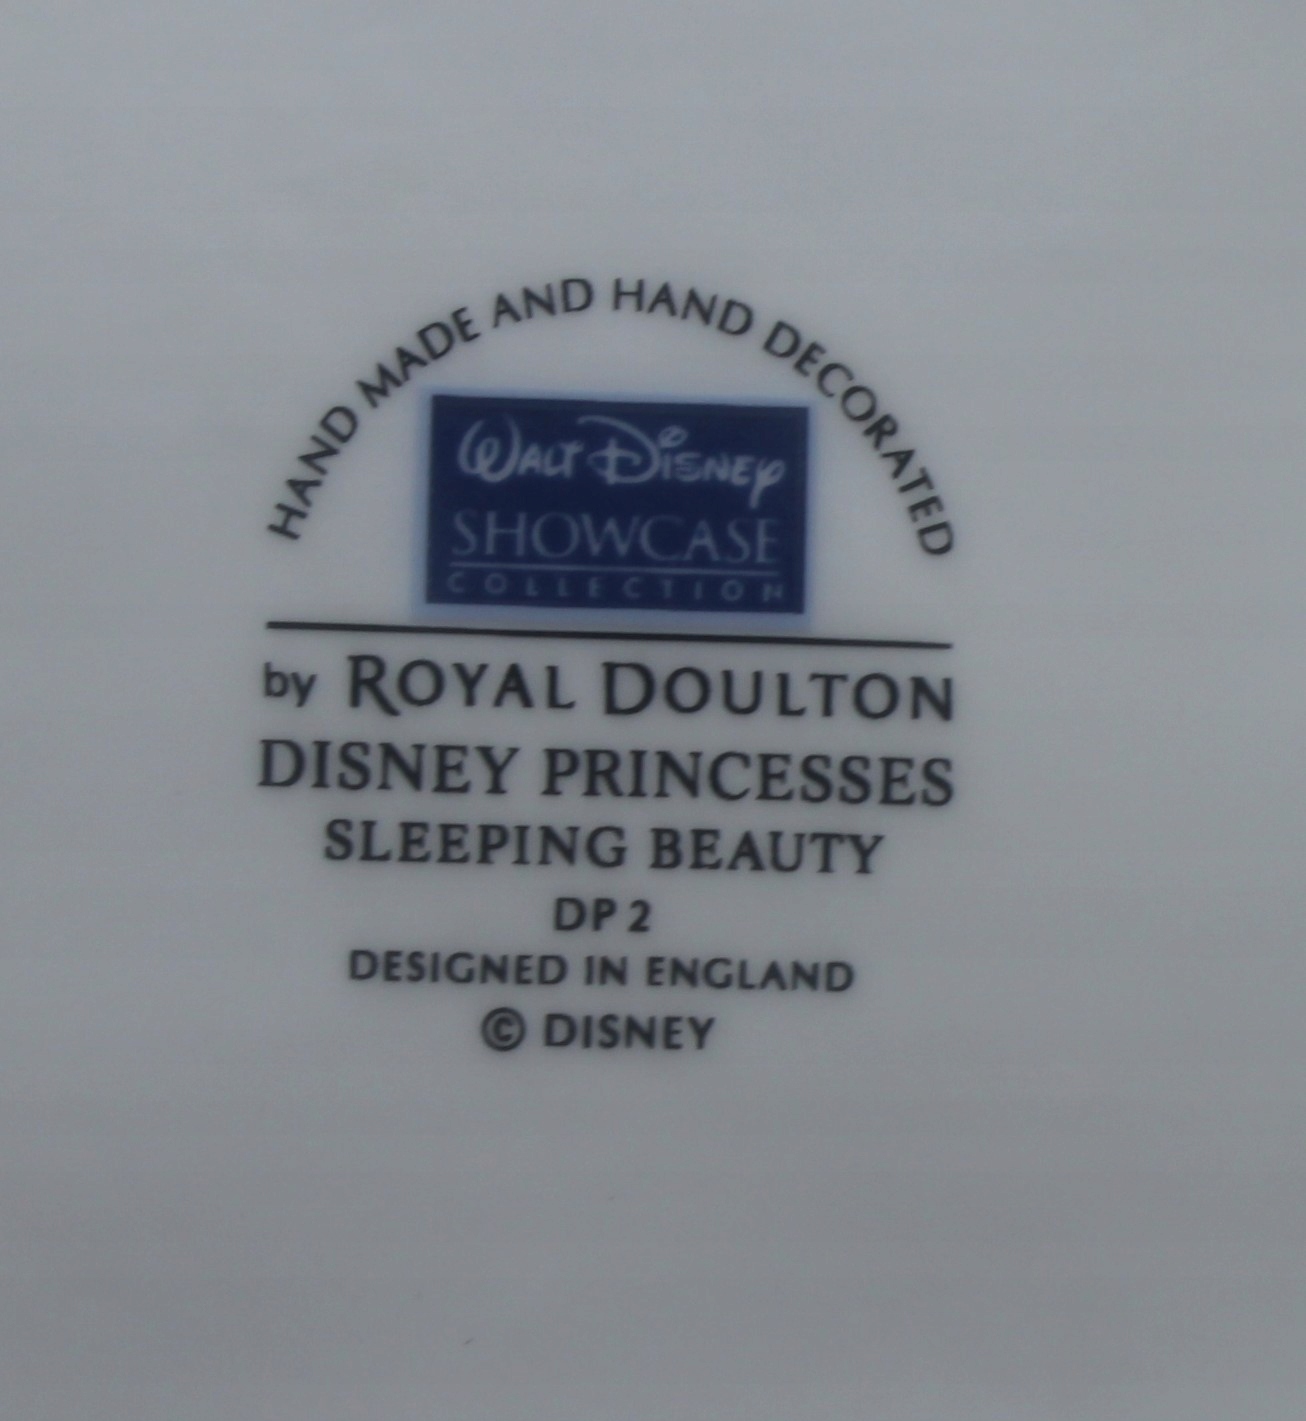 HAND MADE AND HAND DECORATED
WALT DISNEY
SHOWCASE
COLLECTION
by ROYAL DOULTON
DISNEY PRINCESSES
SLEEPING BEAUTY
DP 2
DESIGNED IN ENGLAND
© DISNEY